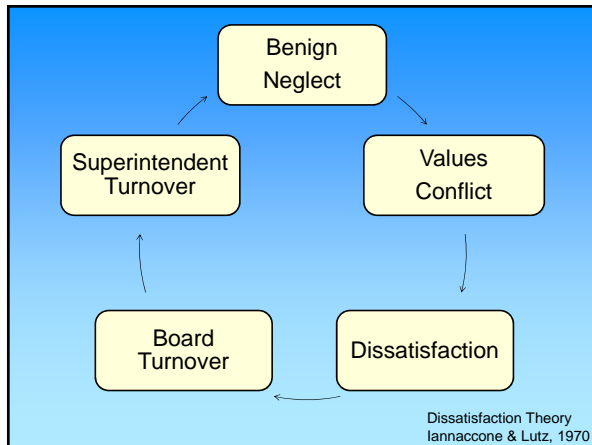 Benign
Neglect
Values
Conflict
Dissatisfaction
Board
Turnover
Superintendent
Turnover
Dissatisfaction Theory
Iannaccone & Lutz, 1970